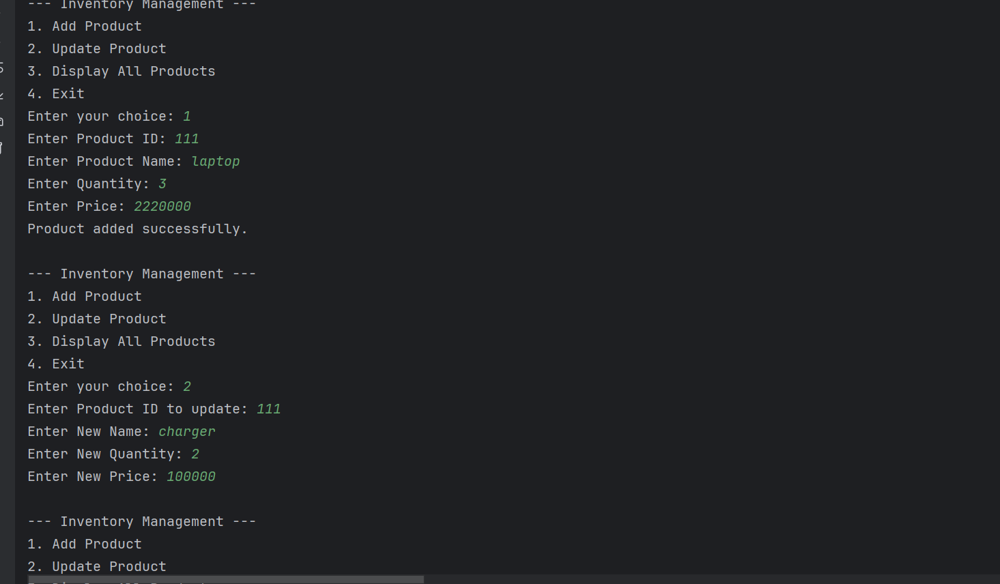 --- Inventory Management ---
1. Add Product
2. Update Product
3. Display All Products
4. Exit
Enter your choice: 1
Enter Product ID: 111
Enter Product Name: laptop
Enter Quantity: 3
Enter Price: 2220000
Product added successfully.
--- Inventory Management ---
1. Add Product
2. Update Product
3. Display All Products
4. Exit
Enter your choice: 2
Enter Product ID to update: 111
Enter New Name: charger
Enter New Quantity: 2
Enter New Price: 100000
--- Inventory Management ---
1. Add Product
2. Update Product